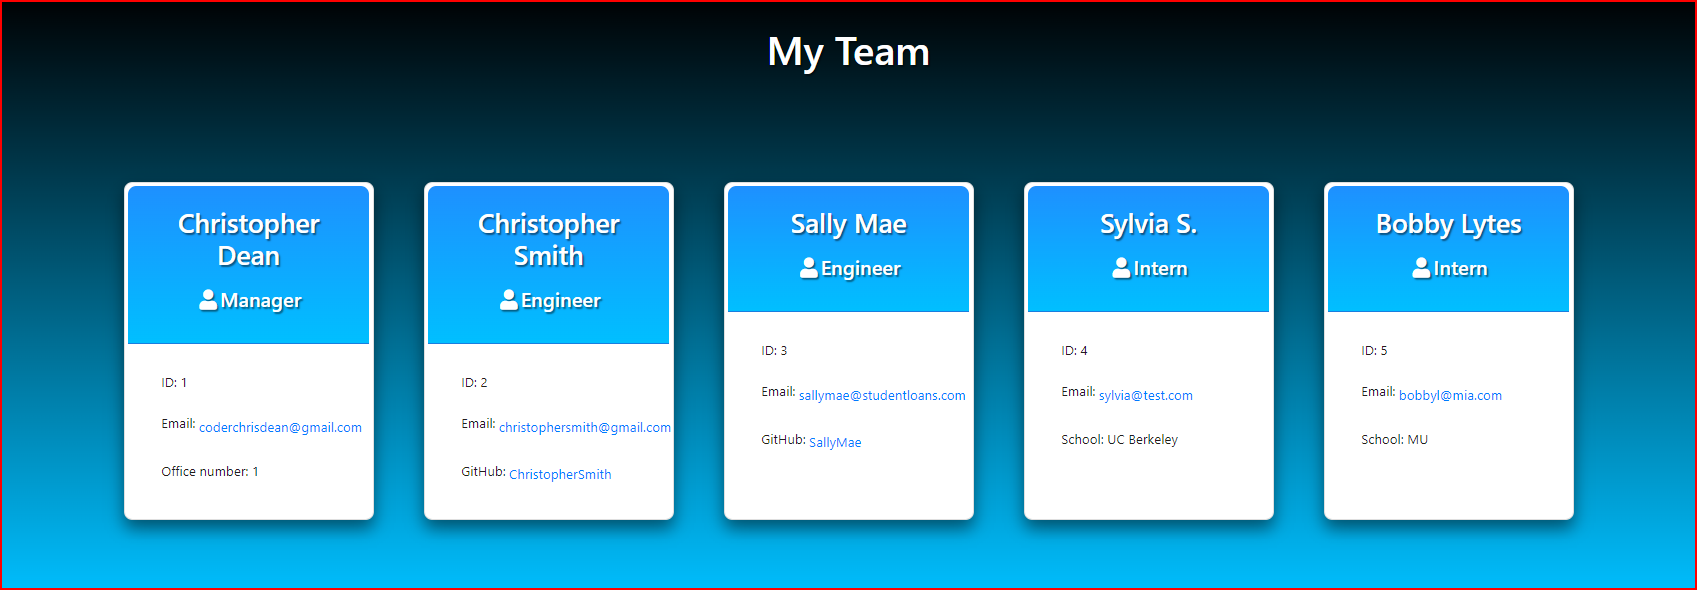 My Team
Christopher
Dean
Manager
ID: 1
Email: coderchrisdean@gmail.com
Office number: 1
Christopher
Smith
Engineer
ID: 2
Email: christophersmith@gmail.com
GitHub: ChristopherSmith
Sally Mae
Engineer
ID: 3
Email: sallymae@studentloans.com
GitHub: SallyMae
Sylvia S.
Intern
ID: 4
Email: sylvia@test.com
School: UC Berkeley
Bobby Lytes
Intern
ID: 5
Email: bobbyl@mia.com
School: MU